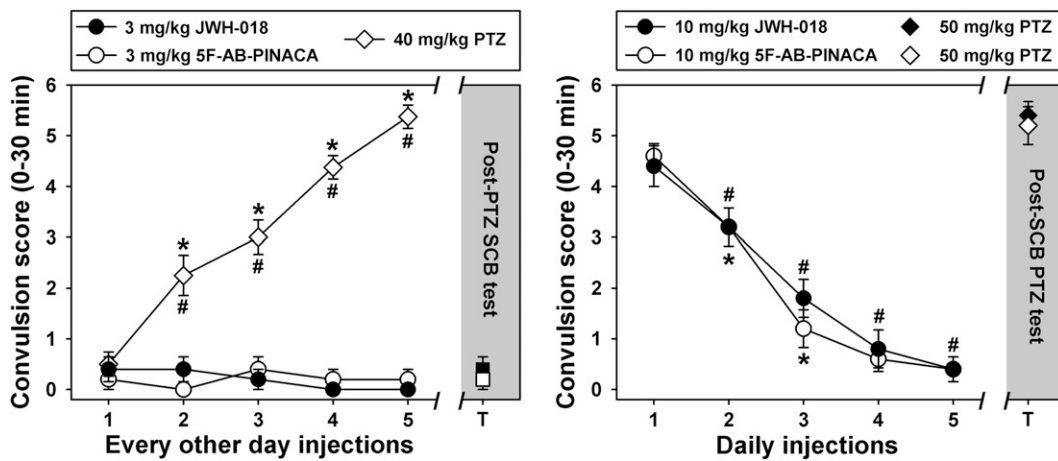 3 mg/kg JWH-018
3 mg/kg 5F-AB-PINACA
40 mg/kg PTZ
Convulsion score (0-30 min)
6
5
4
3
2
1
0
*
#
*
#
*
#
*
#
Post-PTZ SCB test
1
2
3
4
5
T
Every other day injections
10 mg/kg JWH-018
10 mg/kg 5F-AB-PINACA
50 mg/kg PTZ
50 mg/kg PTZ
Convulsion score (0-30 min)
6
5
4
3
2
1
0
#
*
#
*
#
#
Post-SCB PTZ test
1
2
3
4
5
T
Daily injections